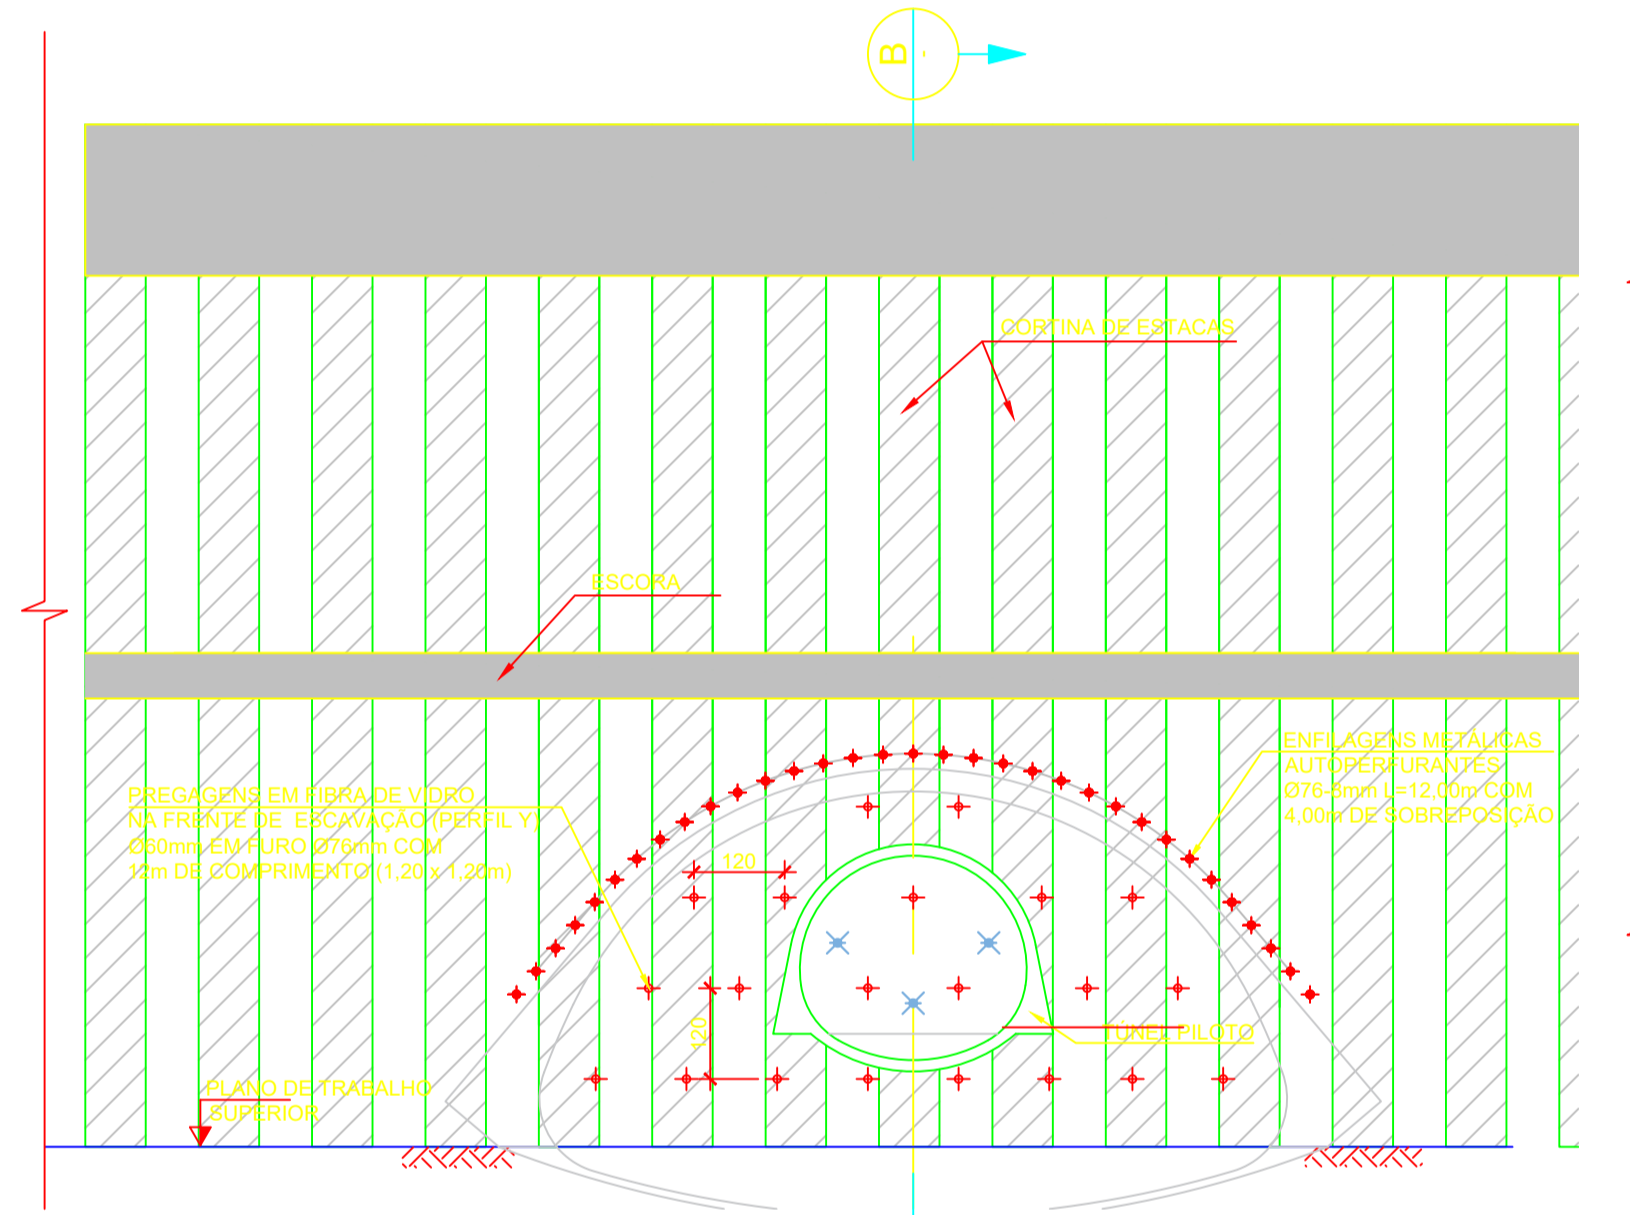 B
-
CORTINA DE ESTACAS
ESCORA
ENFILAGENS METÁLICAS
AUTOPERFURANTES
Ø76-8mm L=12,00m COM
4,00m DE SOBREPOSIÇÃO
PREGAGENS EM FIBRA DE VIDRO
NA FRENTE DE ESCAVAÇÃO (PERFIL Y)
Ø60mm EM FURO Ø76mm COM
12m DE COMPRIMENTO (1,20 x 1,20m)
120
120
TÚNEL PILOTO
PLANO DE TRABALHO
SUPERIOR